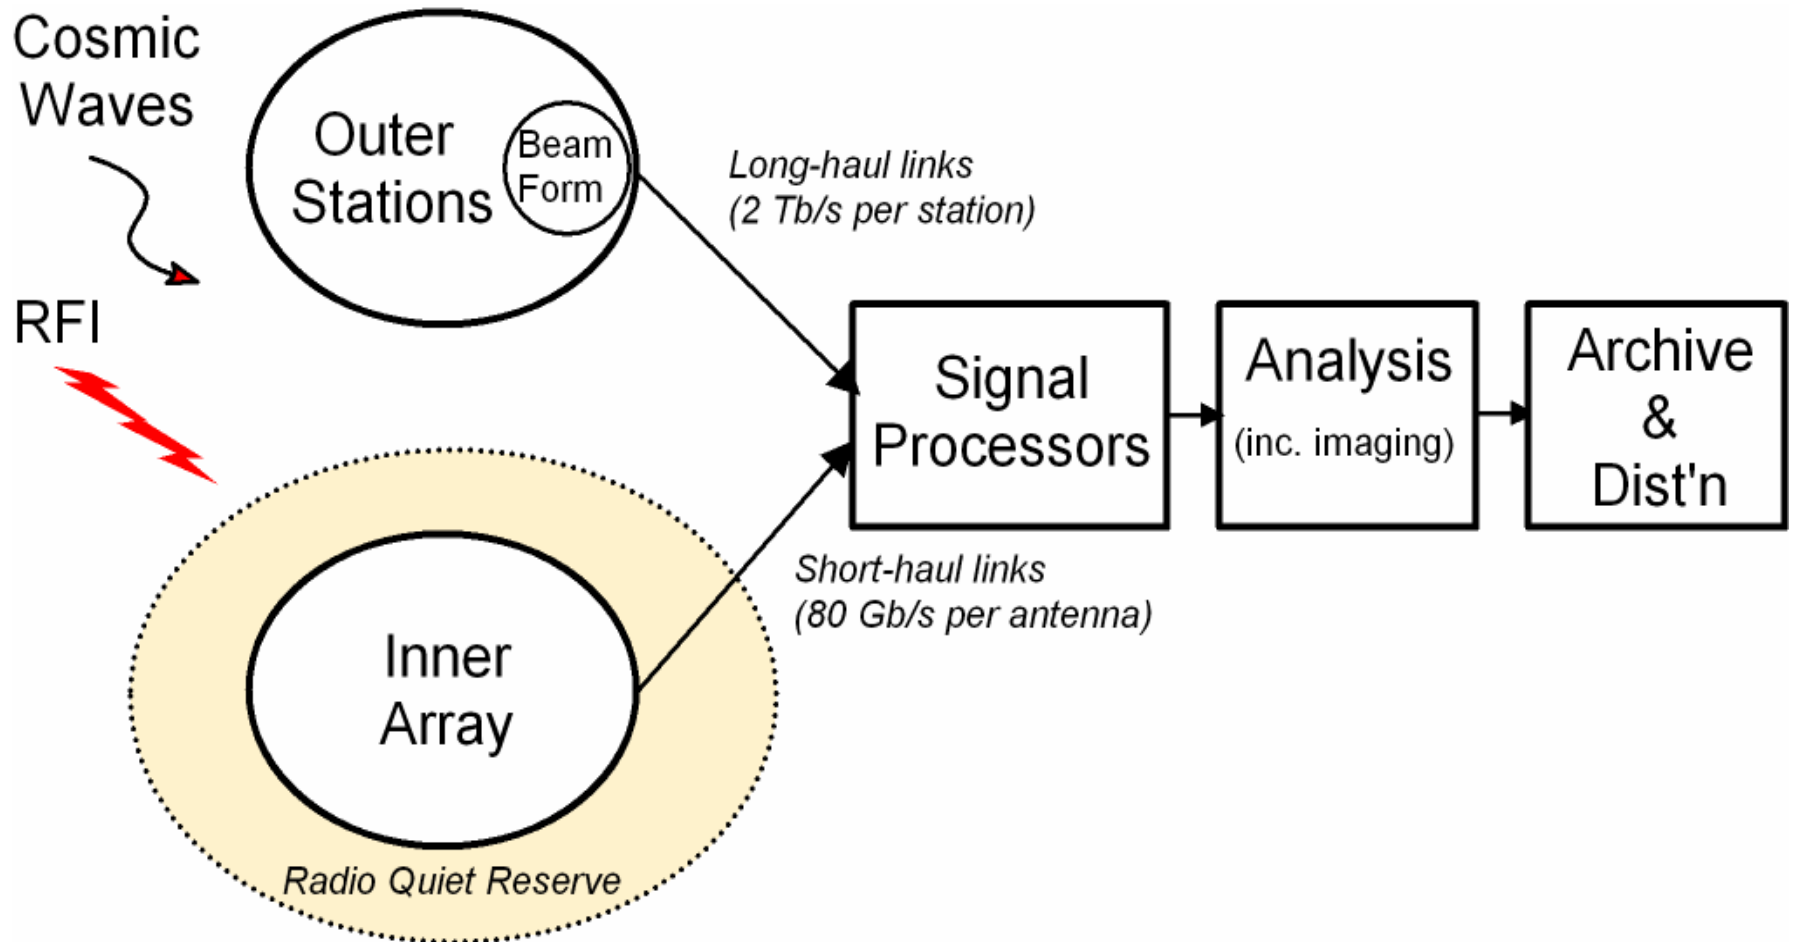 Cosmic
Waves
Outer
Stations
Beam
Form
Long-haul links
(2 Tb/s per station)
RFI
Signal
Processors
Analysis
(inc. imaging)
Archive
&
Dist'n
Short-haul links
(80 Gb/s per antenna)
Inner
Array
Radio Quiet Reserve